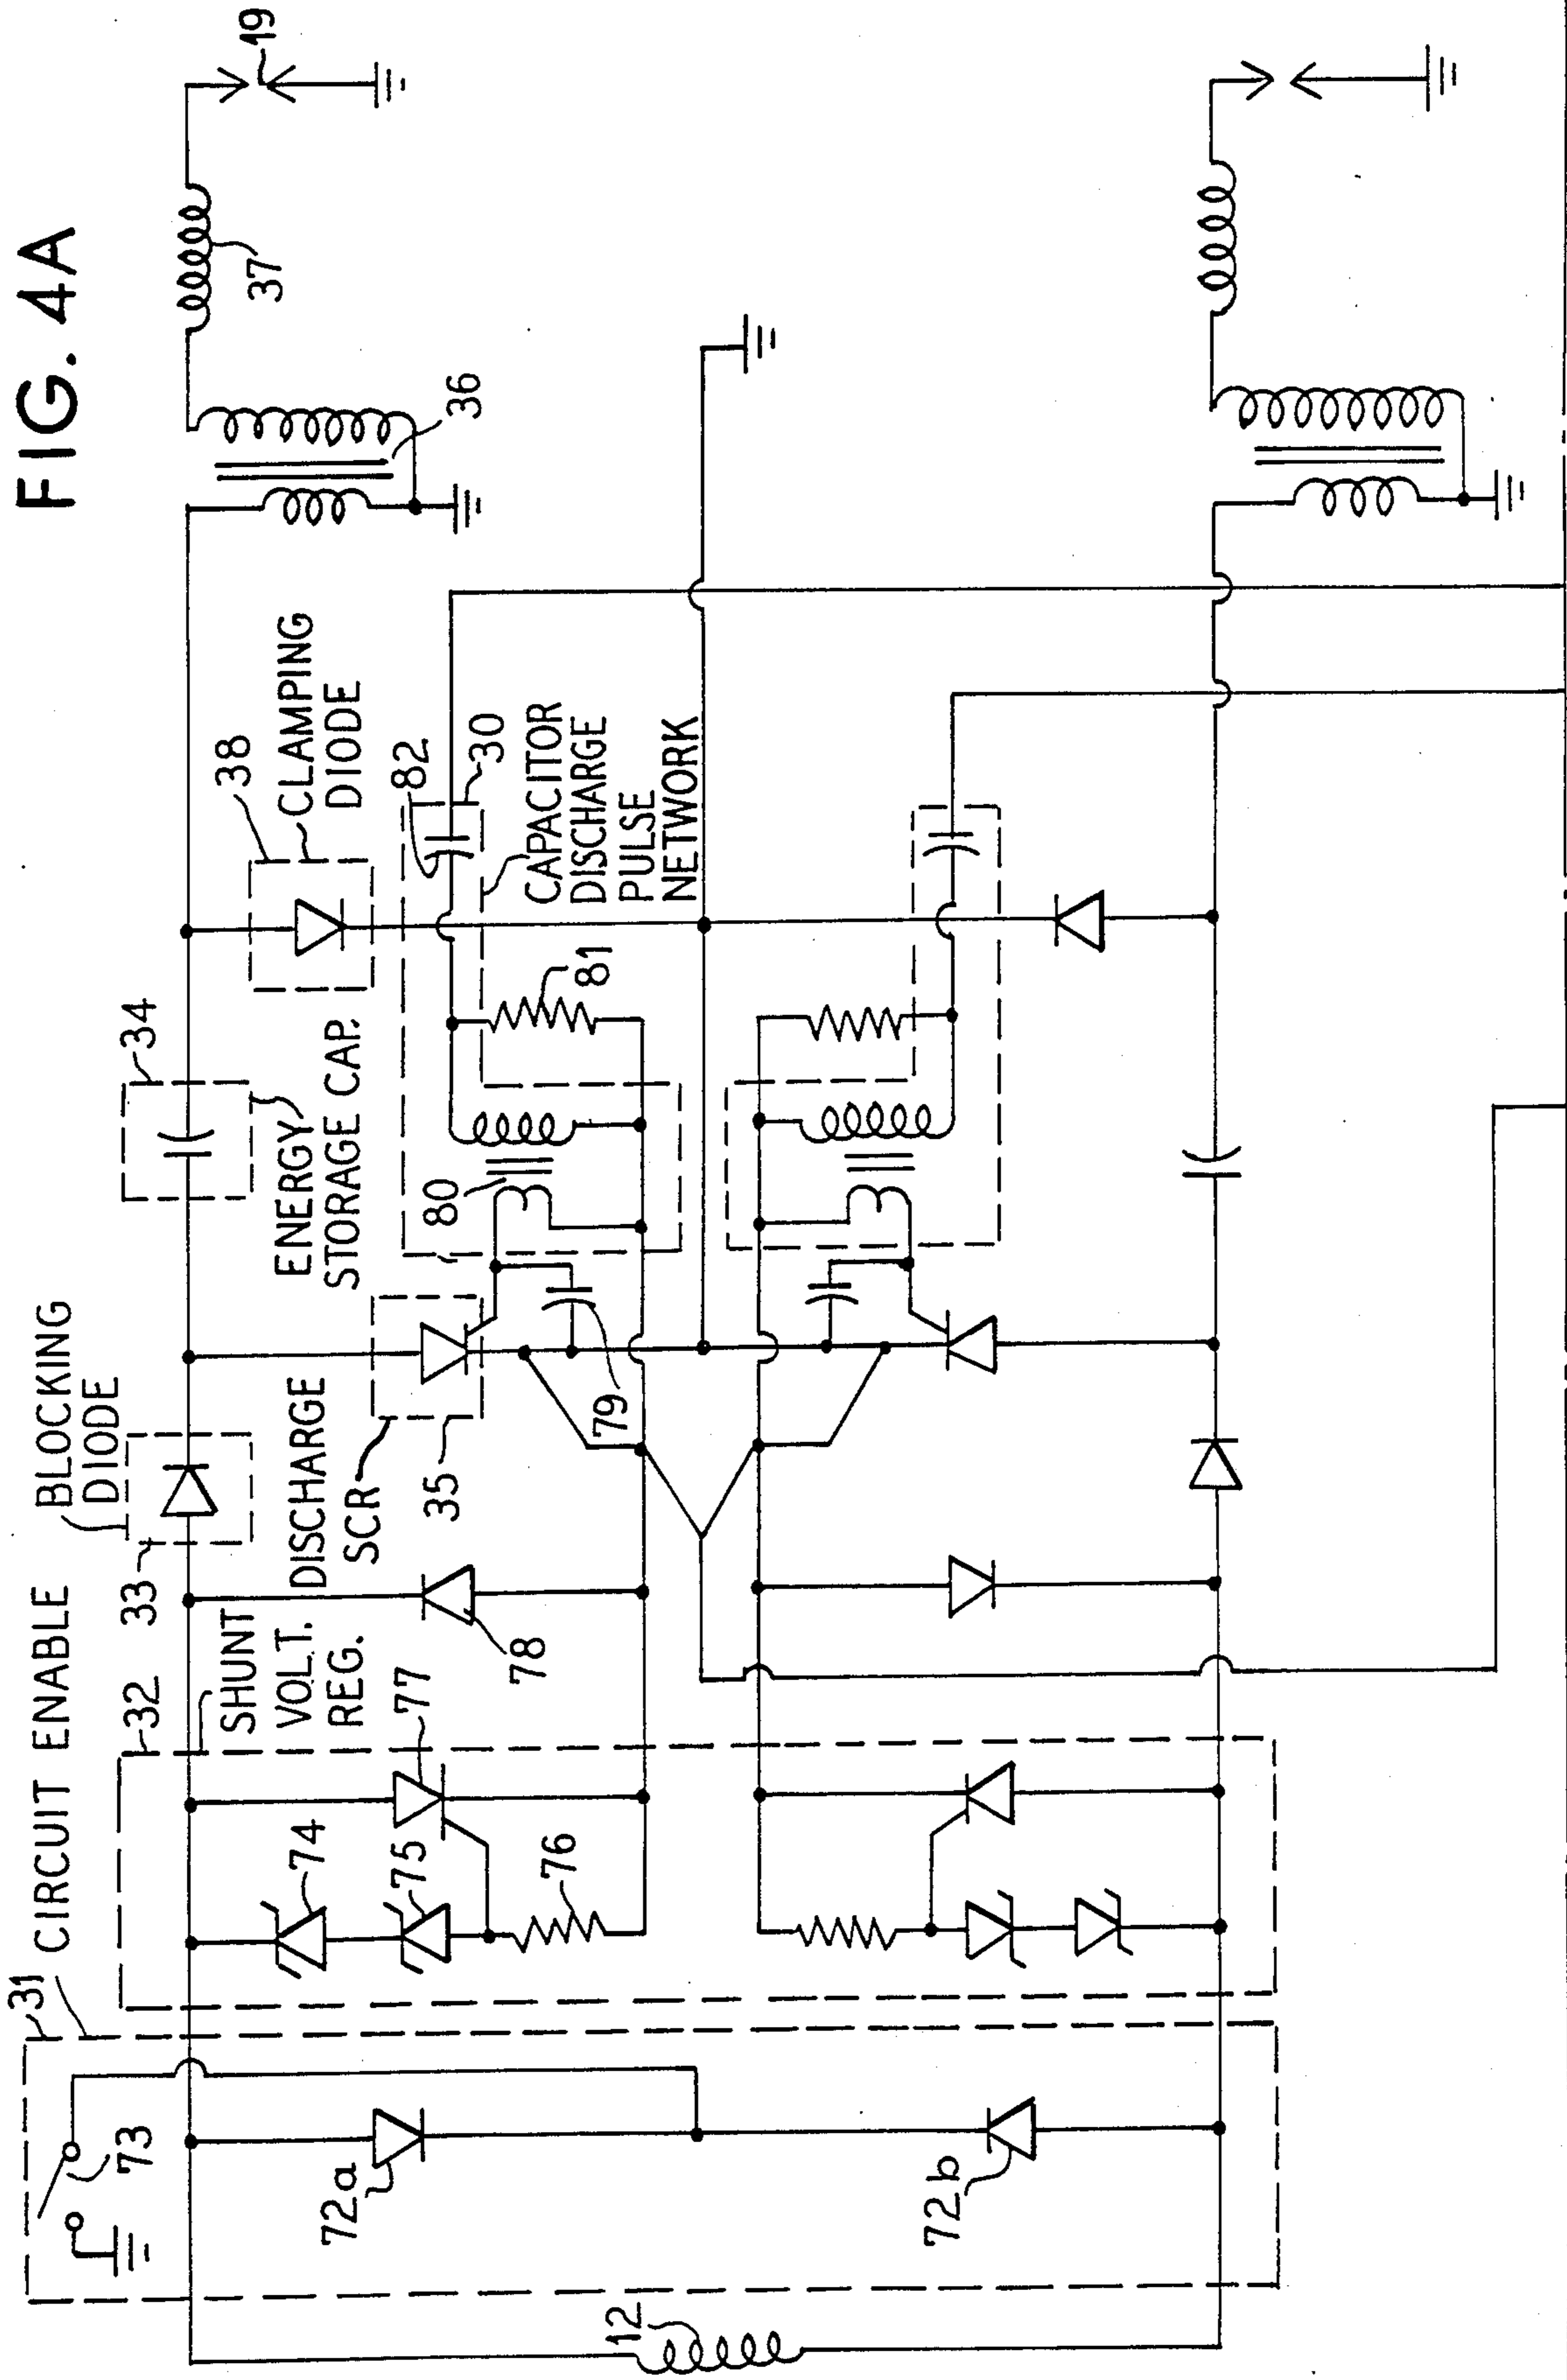 FIG. 4A
31
CIRCUIT ENABLE
73
72a
72b
12
32
SHUNT
VOLT.
REG.
74
75
76
77
78
BLOCKING
DIODE
33
DISCHARGE
SCR
35
79
34
ENERGY
STORAGE CAP.
80
81
82
30
CAPACITOR
DISCHARGE
PULSE
NETWORK
38
CLAMPING
DIODE
36
37
19